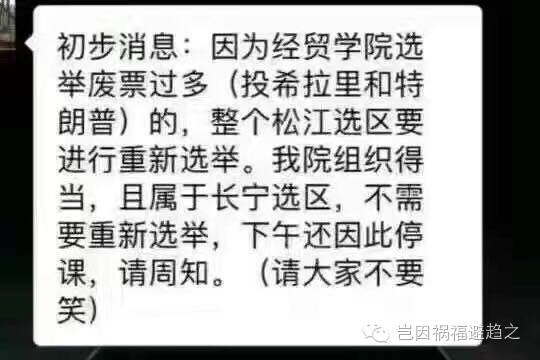 初步消息：因为经贸学院选
举废票过多（投希拉里和特
朗普）的，整个松江选区要
进行重新选举。我院组织得
当，且属于长宁选区，不需
要重新选举，下午还因此停
课，请周知。（请大家不要
笑）
岂因祸福避趋之